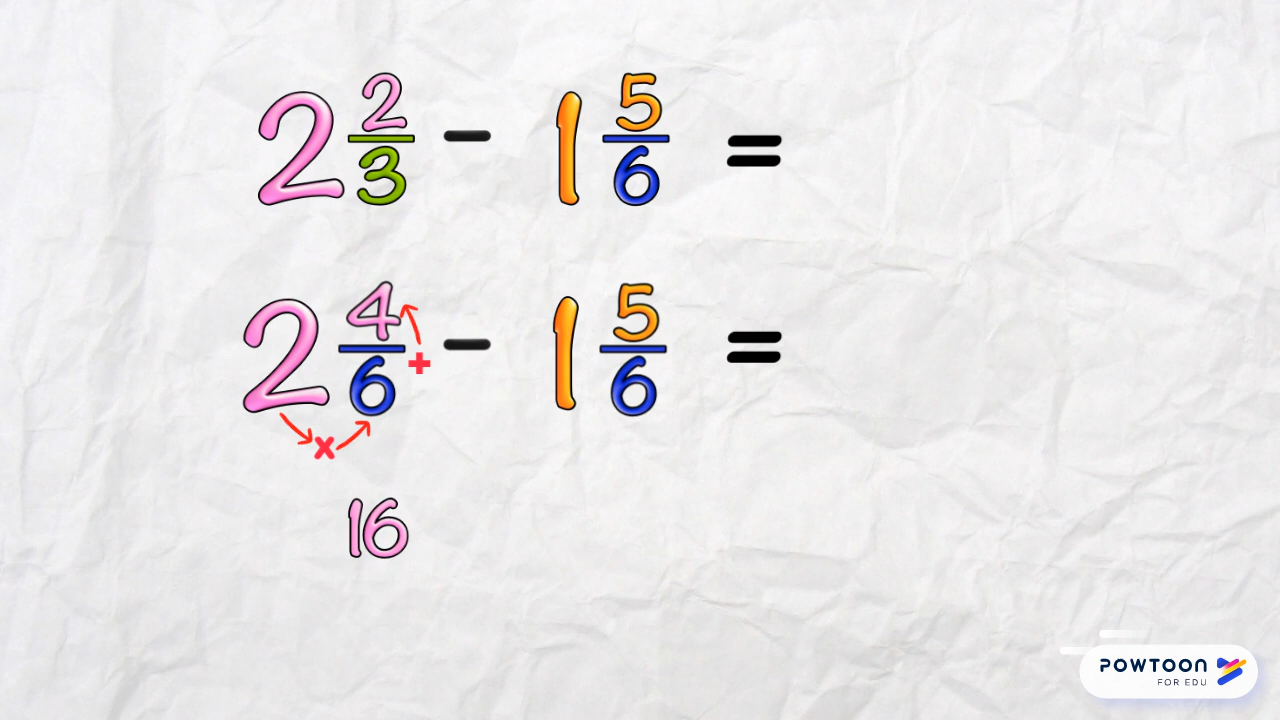 2 2/3 - 1 5/6 =
2 4/6 - 1 5/6 =
+
x
16
POWTOON
FOR EDU